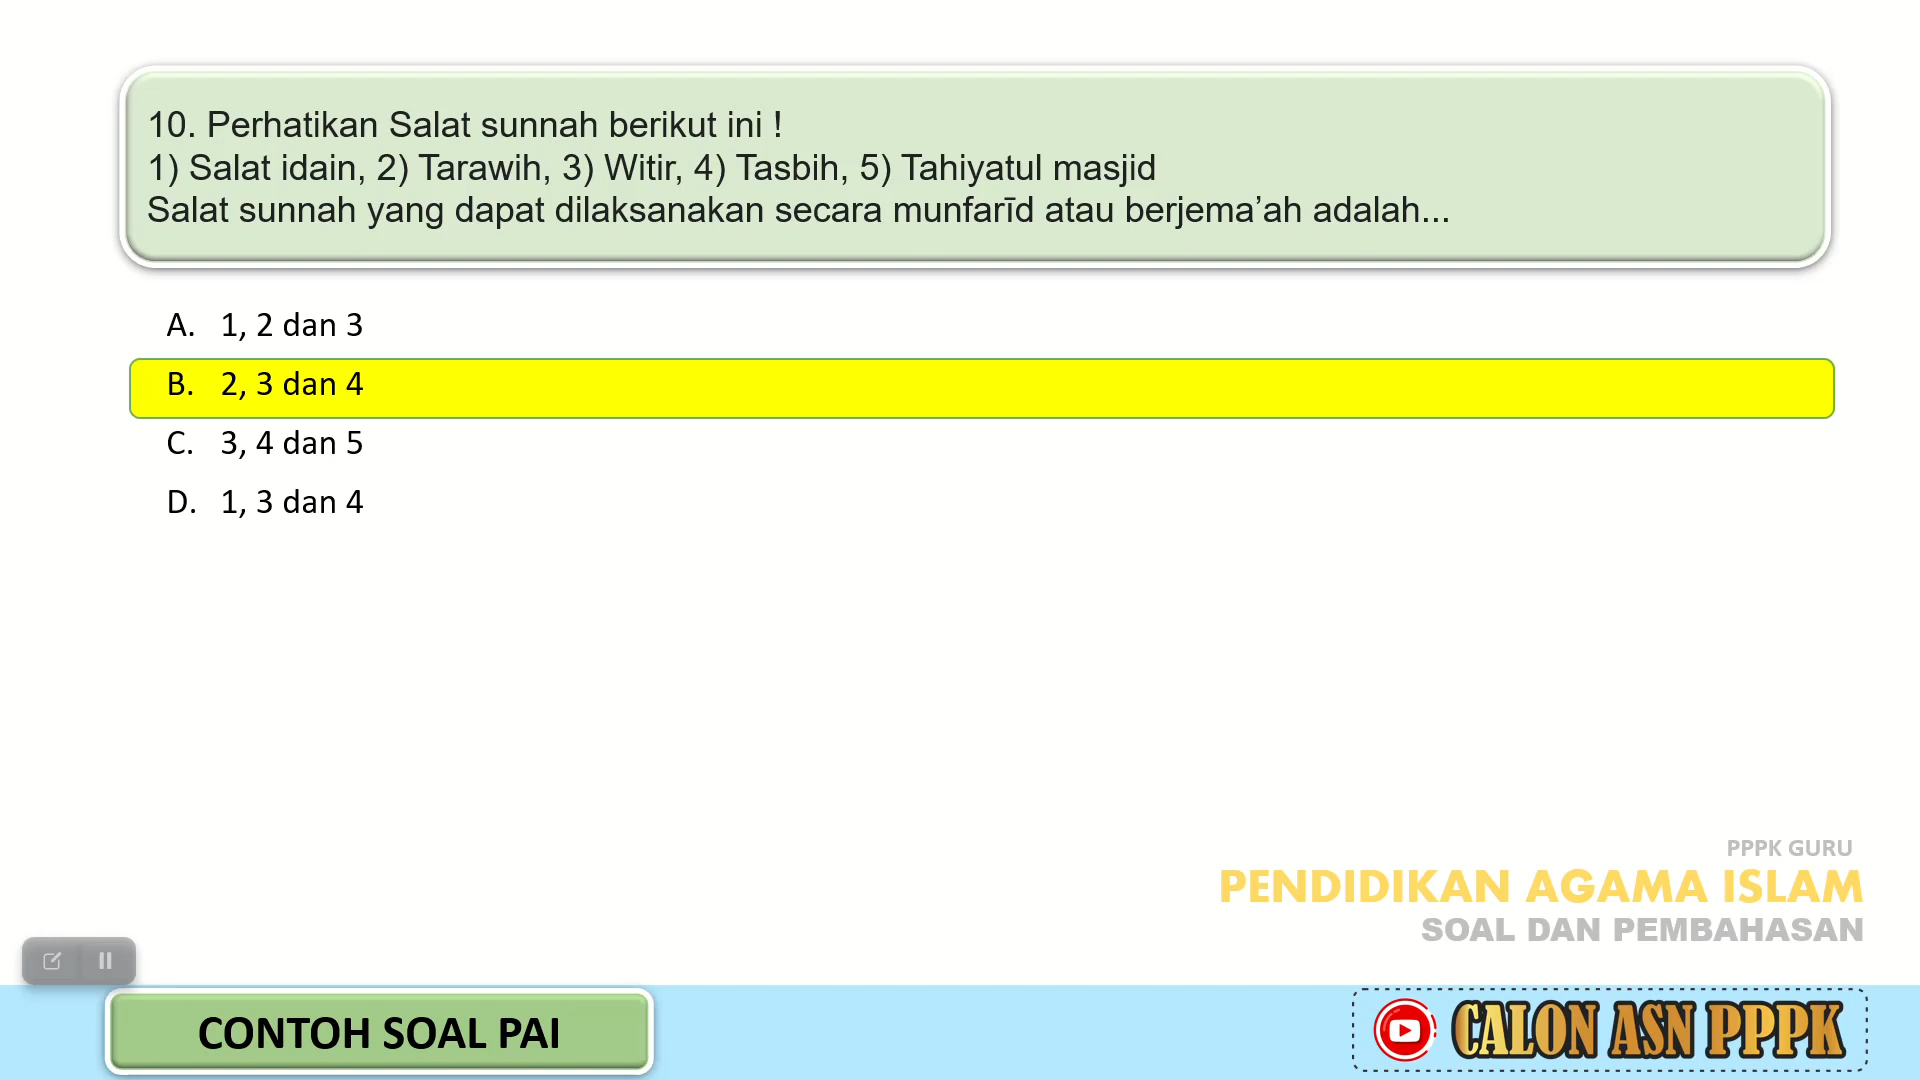 10. Perhatikan Salat sunnah berikut ini !
1) Salat idain, 2) Tarawih, 3) Witir, 4) Tasbih, 5) Tahiyatul masjid
Salat sunnah yang dapat dilaksanakan secara munfarīd atau berjema’ah adalah...
A. 1, 2 dan 3
B. 2, 3 dan 4
C. 3, 4 dan 5
D. 1, 3 dan 4
PPPK GURU
PENDIDIKAN AGAMA ISLAM
SOAL DAN PEMBAHASAN
CONTOH SOAL PAI
CALON ASN PPPK